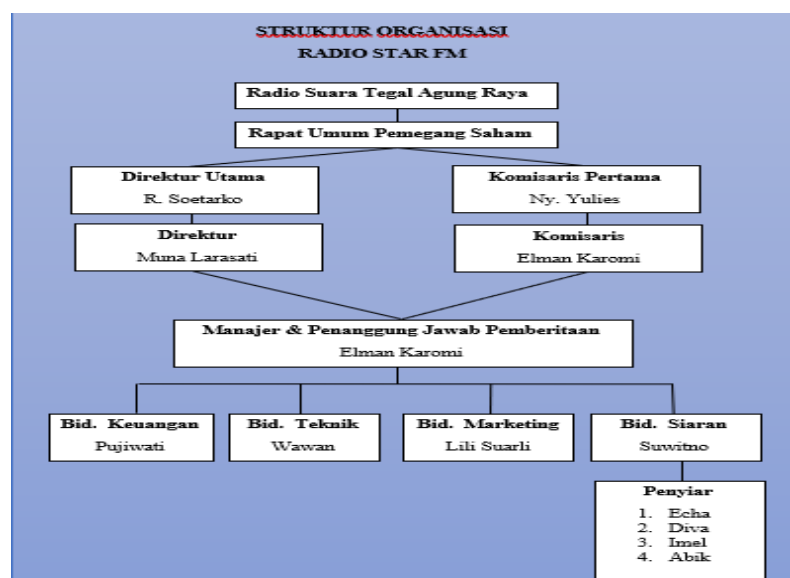 STRUKTUR ORGANISASI
RADIO STAR FM
Radio Suara Tegal Agung Raya
Rapat Umum Pemegang Saham
Direktur Utama
R. Soetarko
Komisaris Pertama
Ny. Yulies
Direktur
Muna Larasati
Komisaris
Elman Karomi
Manajer & Penanggung Jawab Pemberitaan
Elman Karomi
Bid. Keuangan
Pujiwati
Bid. Teknik
Wawan
Bid. Marketing
Lili Suarli
Bid. Siaran
Suwitno
Penyiar
1. Echa
2. Diva
3. Imel
4. Abik